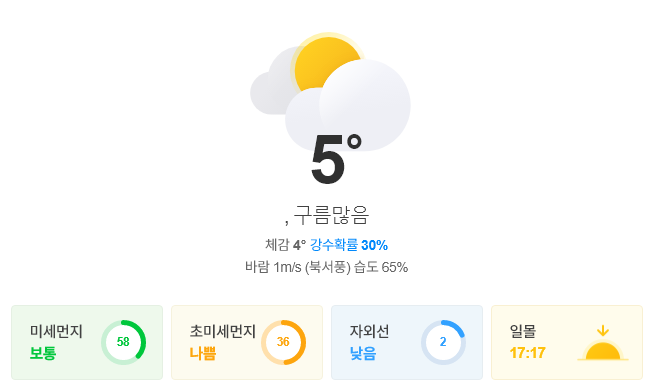 5°
, 구름많음
체감 4° 강수확률 30%
바람 1m/s (북서풍) 습도 65%
미세먼지
보통
58
초미세먼지
나쁨
36
자외선
낮음
2
일몰
17:17